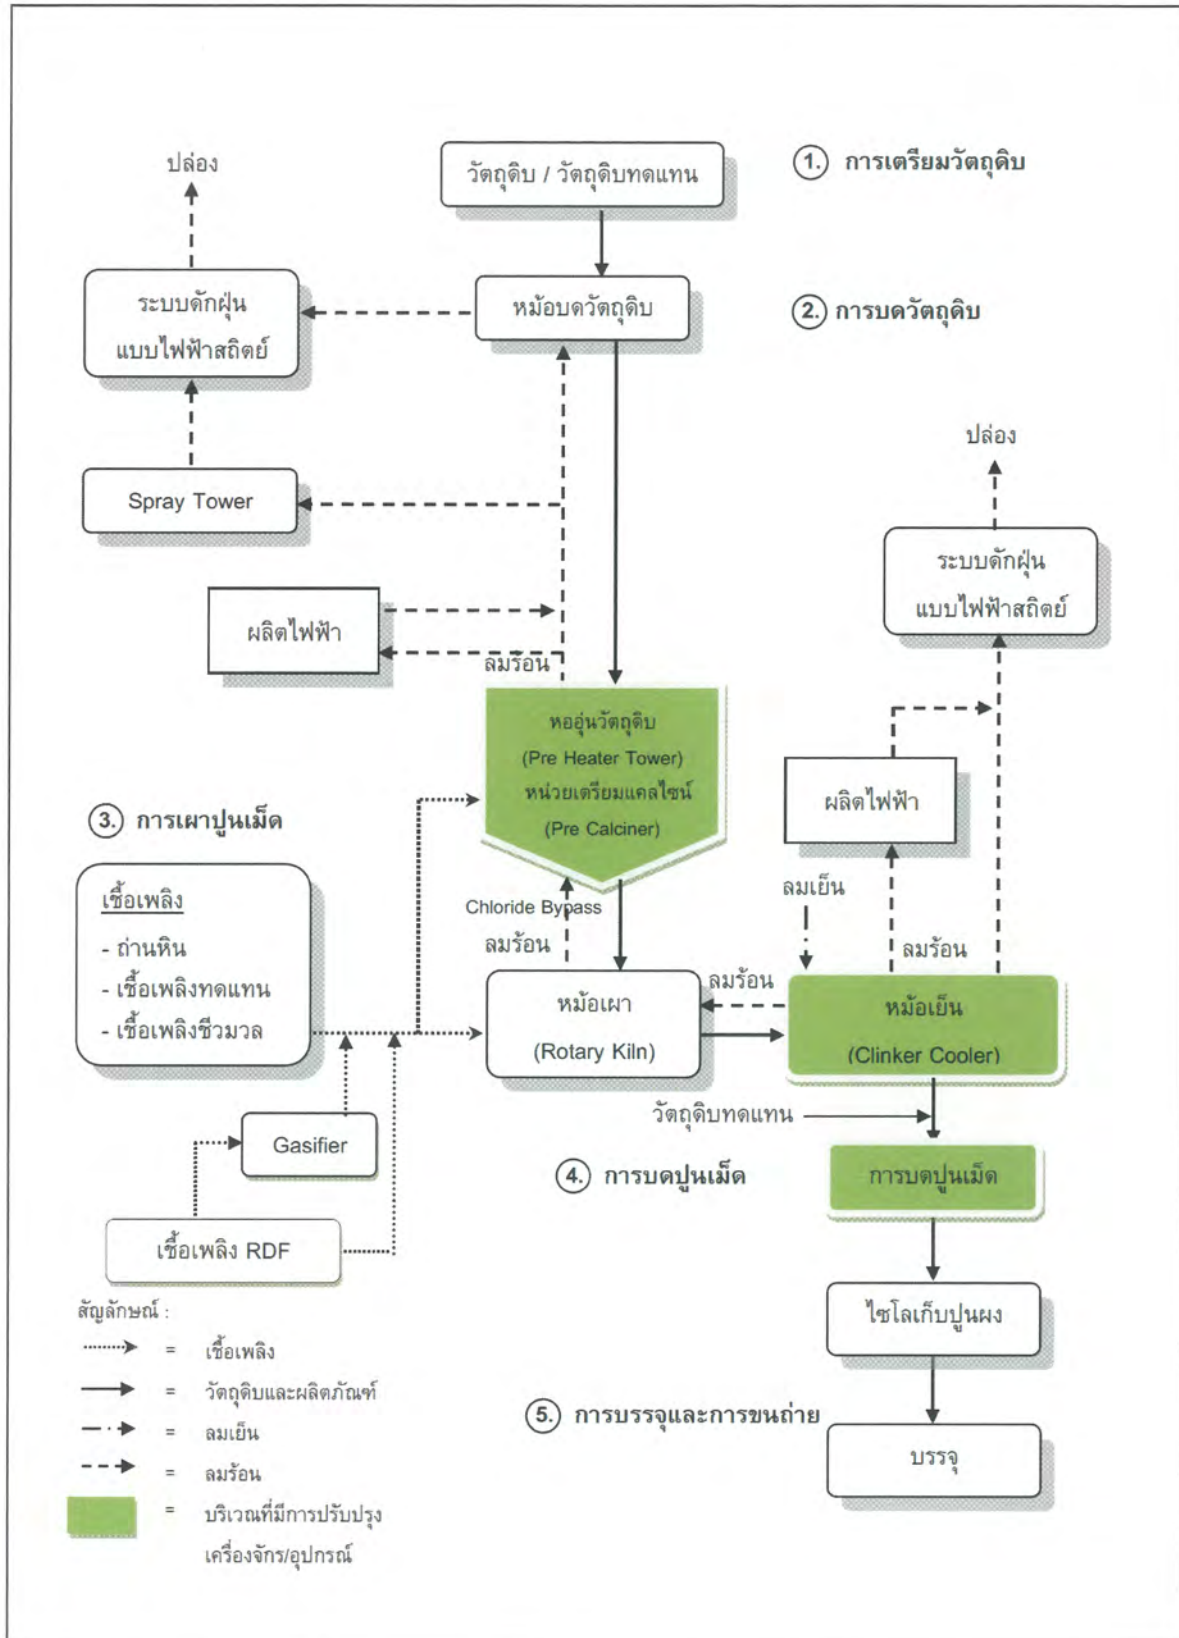 ปล่อง
วัตถุดิบ / วัตถุดิบทดแทน
1. การเตรียมวัตถุดิบ
ระบบดักฝุ่น
แบบไฟฟ้าสถิตย์
หม้อบดวัตถุดิบ
2. การบดวัตถุดิบ
Spray Tower
ปล่อง
ระบบดักฝุ่น
แบบไฟฟ้าสถิตย์
ผลิตไฟฟ้า
ลมร้อน
หออุ่นวัตถุดิบ
(Pre Heater Tower)
หน่วยเตรียมแคลไซน์
(Pre Calciner)
ผลิตไฟฟ้า
3. การเผาปูนเม็ด
เชื้อเพลิง
- ถ่านหิน
- เชื้อเพลิงทดแทน
- เชื้อเพลิงชีวมวล
Chloride Bypass
ลมร้อน
ลมเย็น
ลมร้อน
ลมร้อน
หม้อเผา
(Rotary Kiln)
หม้อเย็น
(Clinker Cooler)
วัตถุดิบทดแทน
Gasifier
4. การบดปูนเม็ด
การบดปูนเม็ด
เชื้อเพลิง RDF
ไซโลเก็บปูนผง
5. การบรรจุและการขนถ่าย
บรรจุ
สัญลักษณ์ :
= เชื้อเพลิง
= วัตถุดิบและผลิตภัณฑ์
= ลมเย็น
= ลมร้อน
= บริเวณที่มีการปรับปรุง
เครื่องจักร/อุปกรณ์